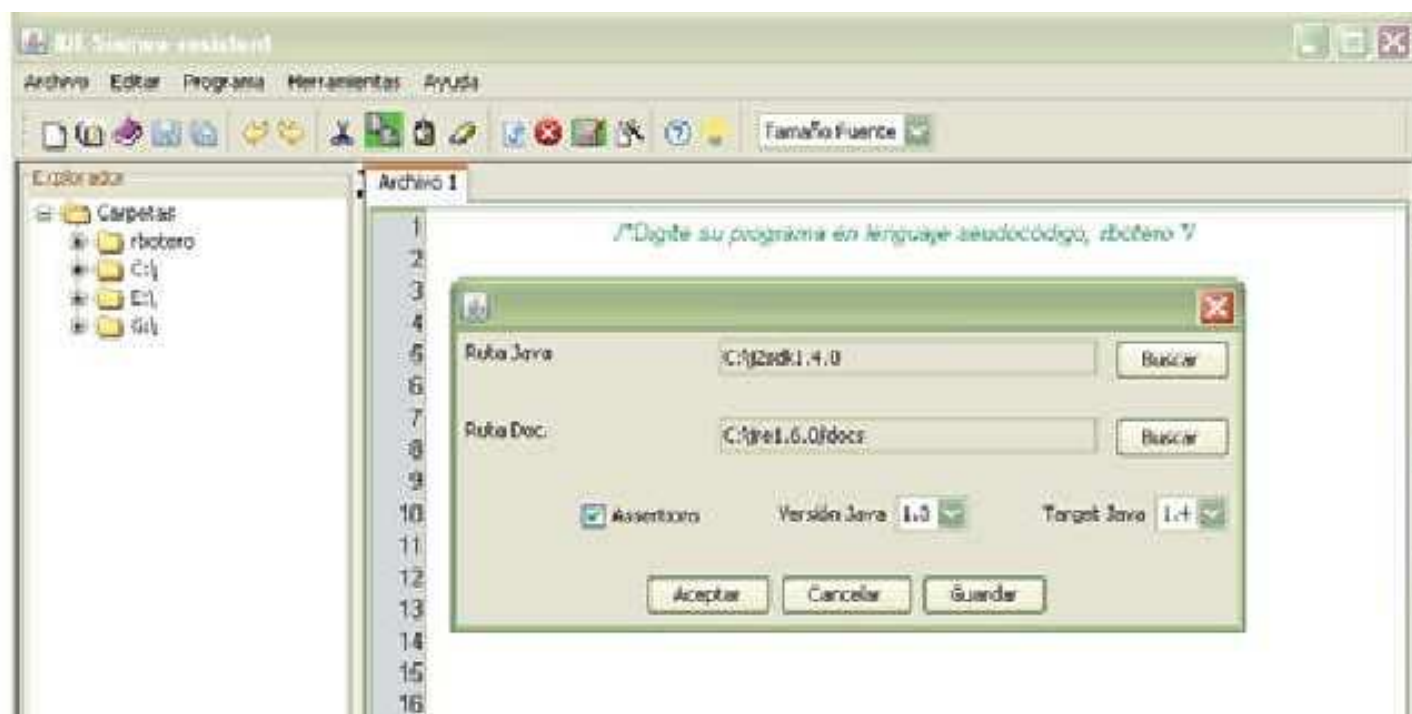 Archivo Editar Programa Herramientas Ayuda
Tamaño Fuente
Explorador
Carpetas
rbotero
C:\
E:\
G:\
Archivo 1
1
2
3
4
5
6
7
8
9
10
11
12
13
14
15
16
/*Digite su programa en lenguaje seudocódigo, rbotero */
Ruta Java C:\j2sdk1.4.0 Buscar
Ruta Doc. C:\jre1.6.0\docs Buscar
Assertions Versión Java 1.3 Target Java 1.4
Aceptar Cancelar Guardar